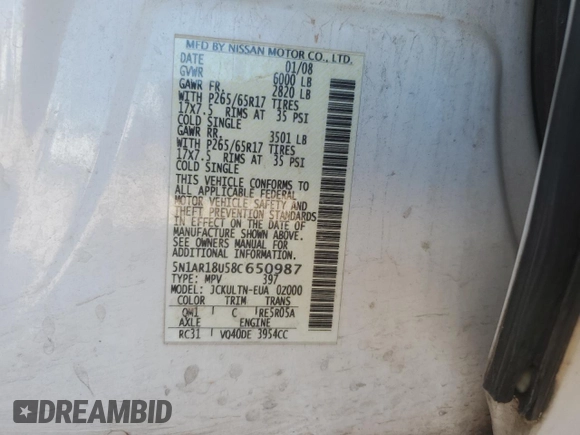 MFD BY NISSAN MOTOR CO., LTD.
DATE 01/08
GVWR 6000 LB
GAWR FR. 2820 LB
WITH P265/65R17 TIRES
17X7.5 RIMS AT 35 PSI
COLD SINGLE
GAWR RR. 3501 LB
WITH P265/65R17 TIRES
17X7.5 RIMS AT 35 PSI
COLD SINGLE
THIS VEHICLE CONFORMS TO
ALL APPLICABLE FEDERAL
MOTOR VEHICLE SAFETY AND
THEFT PREVENTION STANDARDS
IN EFFECT ON THE DATE OF
MANUFACTURE SHOWN ABOVE.
SEE OWNERS MANUAL FOR
ADDITIONAL INFORMATION.
5N1AR18U58C650987
TYPE: MPV 397
MODEL: JCKULTN-EUA 02000
COLOR TRIM TRANS
QM1 C RE5R05A
AXLE ENGINE
RC31 VQ40DE 3954CC
DREAMBID